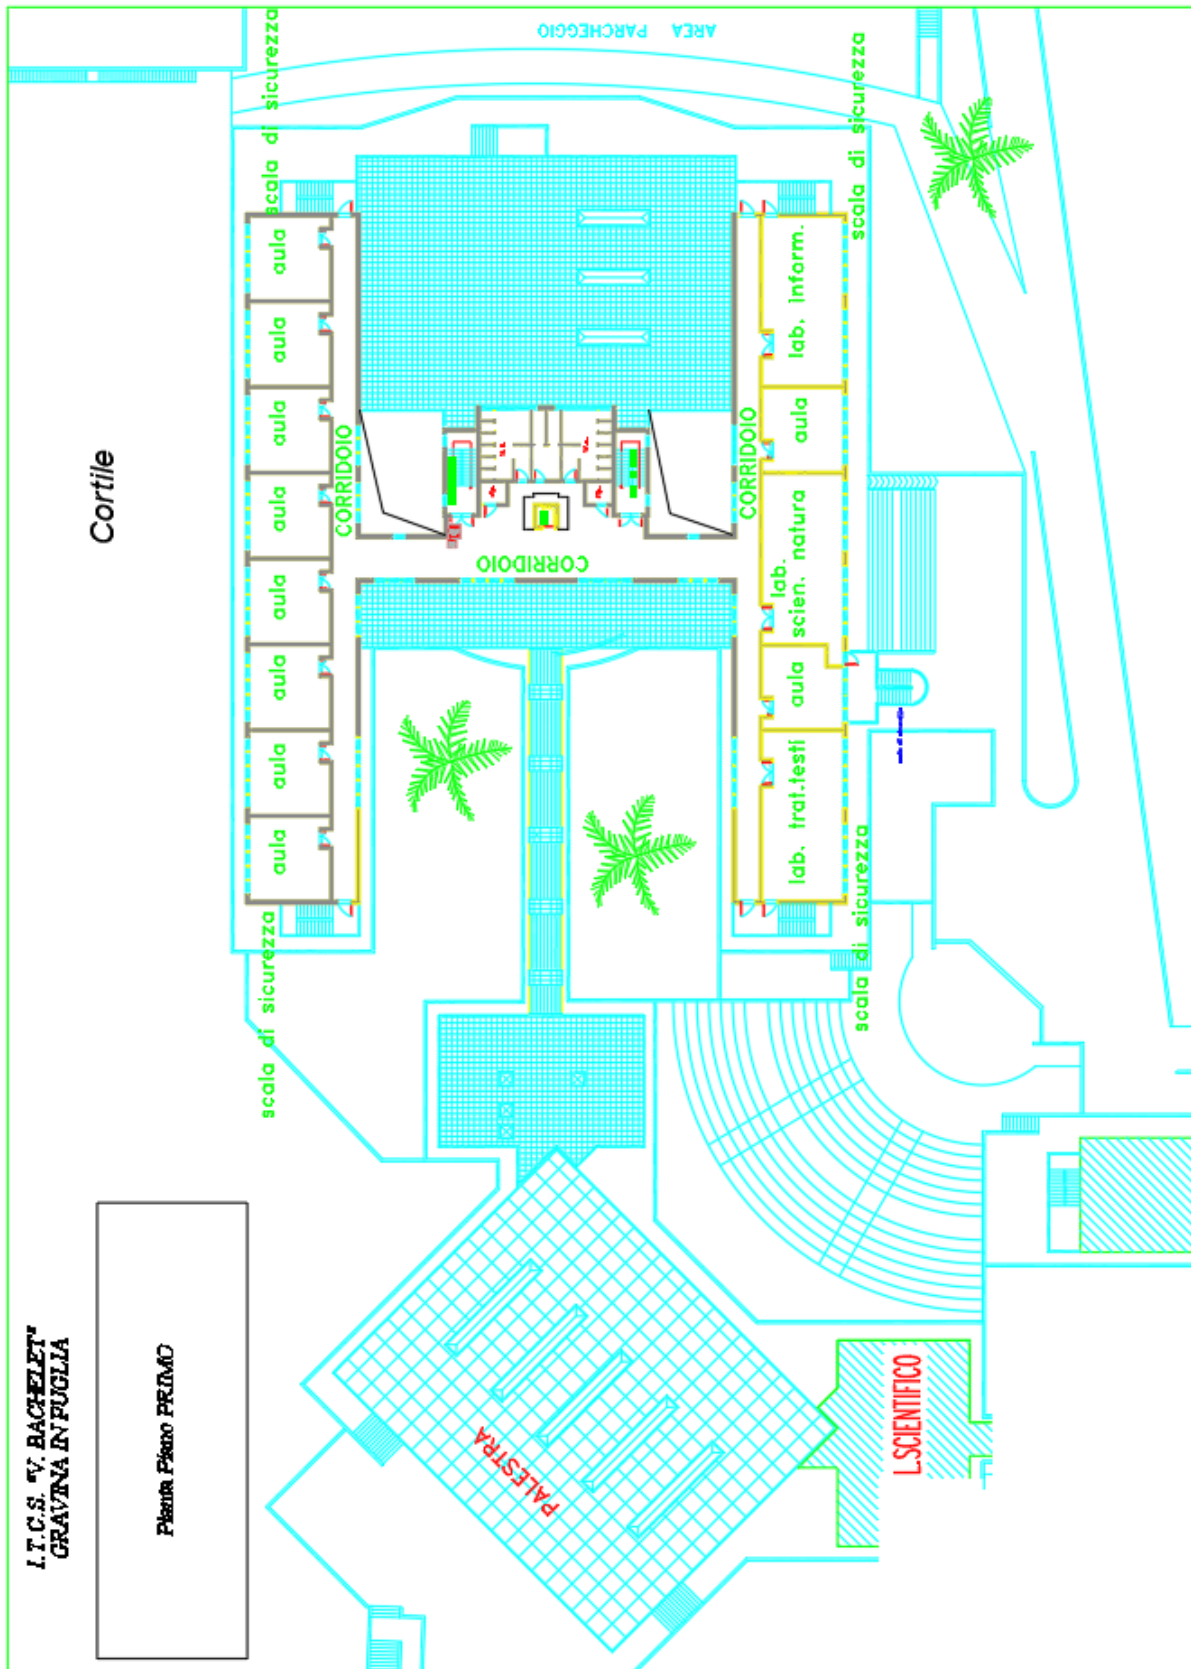 I.T.C.S. "V. BACHELET"
GRAVINA IN PUGLIA
Pianta Piano PRIMO
Cortile
AREA PARCHEGGIO
scala di sicurezza
scala di sicurezza
aula
aula
aula
aula
aula
aula
aula
aula
CORRIDOIO
CORRIDOIO
CORRIDOIO
lab. inform.
aula
lab.
scien. natura
aula
lab. trat.testi
scala di sicurezza
scala di sicurezza
PALESTRA
L.SCIENTIFICO